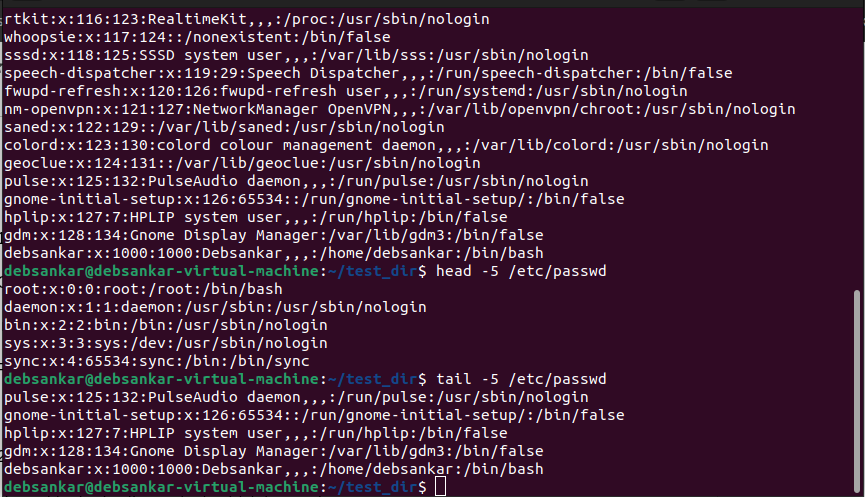 rtkit:x:116:123:RealtimeKit,,,:/proc:/usr/sbin/nologin
whoopsie:x:117:124::/nonexistent:/bin/false
sssd:x:118:125:SSSD system user,,,:/var/lib/sss:/usr/sbin/nologin
speech-dispatcher:x:119:29:Speech Dispatcher,,,:/run/speech-dispatcher:/bin/false
fwupd-refresh:x:120:126:fwupd-refresh user,,,:/run/systemd:/usr/sbin/nologin
nm-openvpn:x:121:127:NetworkManager OpenVPN,,,:/var/lib/openvpn/chroot:/usr/sbin/nologin
saned:x:122:129::/var/lib/saned:/usr/sbin/nologin
colord:x:123:130:colord colour management daemon,,,:/var/lib/colord:/usr/sbin/nologin
geoclue:x:124:131::/var/lib/geoclue:/usr/sbin/nologin
pulse:x:125:132:PulseAudio daemon,,,:/run/pulse:/usr/sbin/nologin
gnome-initial-setup:x:126:65534::/run/gnome-initial-setup/:/bin/false
hplip:x:127:7:HPLIP system user,,,:/run/hplip:/bin/false
gdm:x:128:134:Gnome Display Manager:/var/lib/gdm3:/bin/false
debsankar:x:1000:1000:Debsankar,,,:/home/debsankar:/bin/bash
debsankar@debsankar-virtual-machine:~/test_dir$ head -5 /etc/passwd
root:x:0:0:root:/root:/bin/bash
daemon:x:1:1:daemon:/usr/sbin:/usr/sbin/nologin
bin:x:2:2:bin:/bin:/usr/sbin/nologin
sys:x:3:3:sys:/dev:/usr/sbin/nologin
sync:x:4:65534:sync:/bin:/bin/sync
debsankar@debsankar-virtual-machine:~/test_dir$ tail -5 /etc/passwd
pulse:x:125:132:PulseAudio daemon,,,:/run/pulse:/usr/sbin/nologin
gnome-initial-setup:x:126:65534::/run/gnome-initial-setup/:/bin/false
hplip:x:127:7:HPLIP system user,,,:/run/hplip:/bin/false
gdm:x:128:134:Gnome Display Manager:/var/lib/gdm3:/bin/false
debsankar:x:1000:1000:Debsankar,,,:/home/debsankar:/bin/bash
debsankar@debsankar-virtual-machine:~/test_dir$